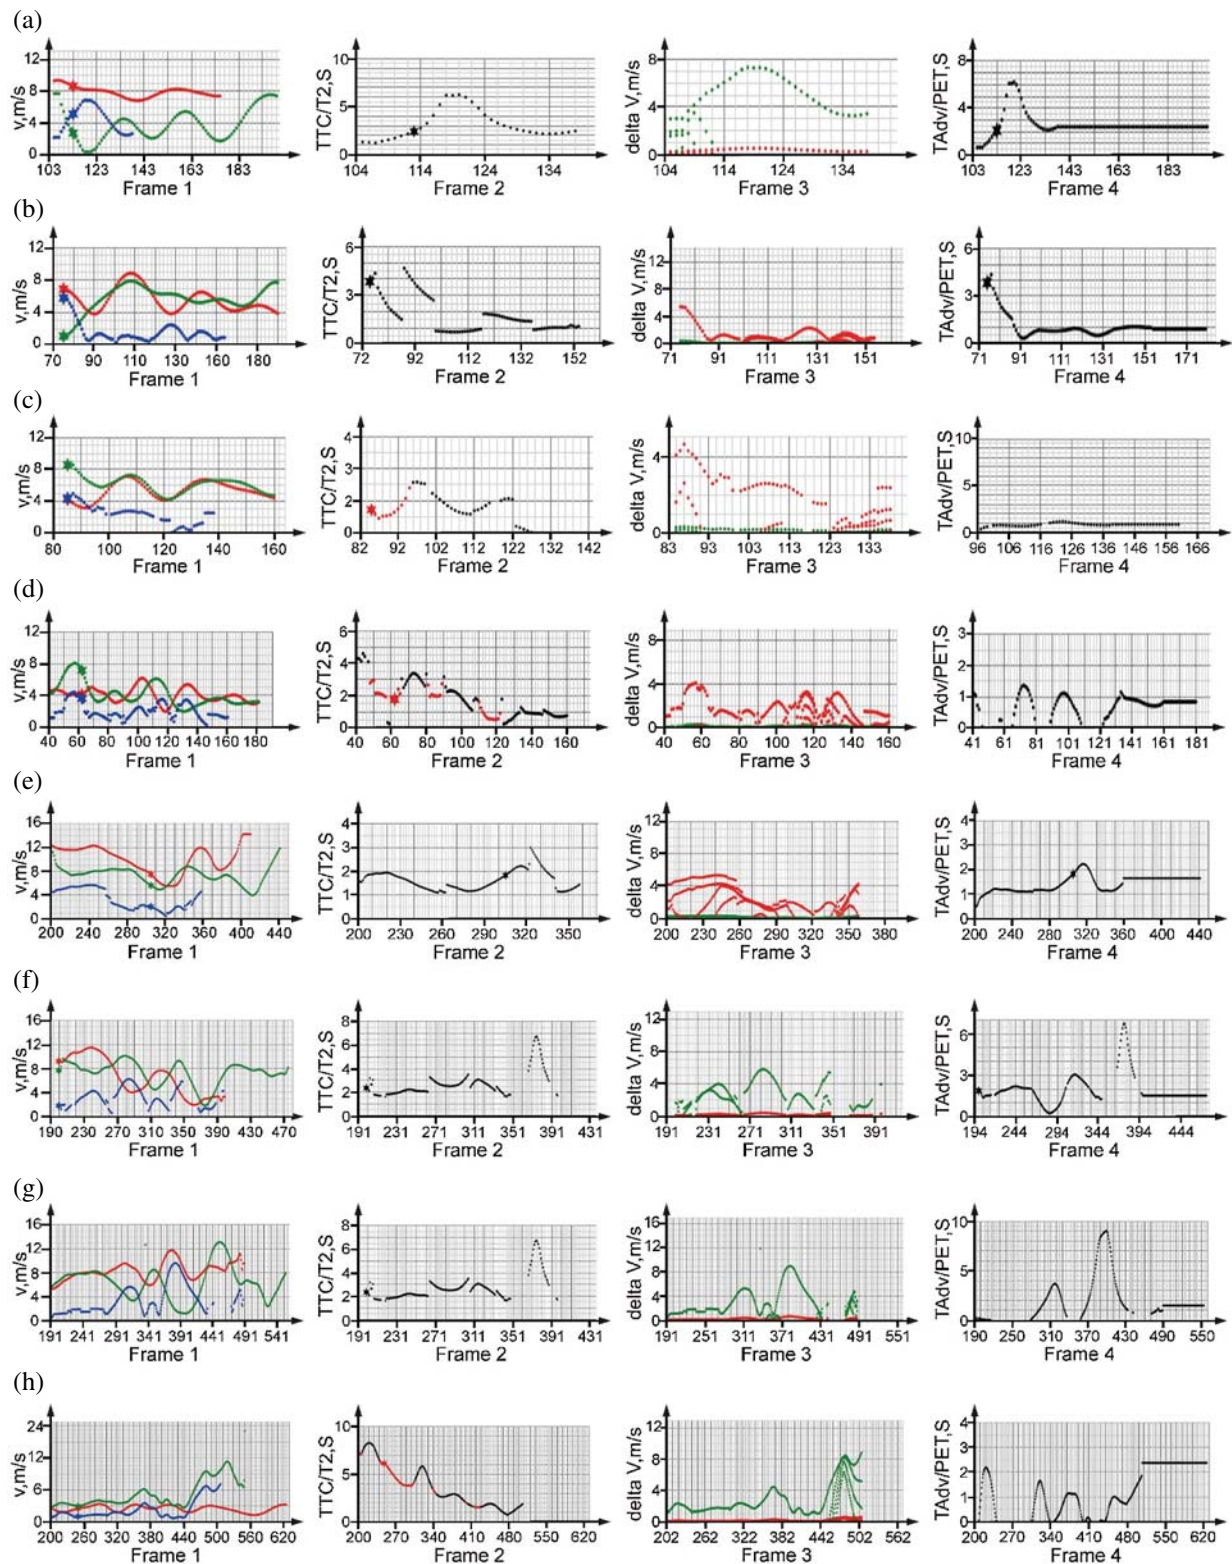 (a)
v,m/s
12
8
4
0
103 123 143 163 183
Frame 1
TTC/T2,S
10
5
0
104 114 124 134
Frame 2
delta V,m/s
8
4
0
104 114 124 134
Frame 3
TAdv/PET,S
8
4
0
103 123 143 163 183
Frame 4
(b)
v,m/s
12
8
4
0
70 90 110 130 150 180
Frame 1
TTC/T2,S
6
3
0
72 92 112 132 152
Frame 2
delta V,m/s
12
8
4
0
71 91 111 131 151
Frame 3
TAdv/PET,S
6
3
0
71 91 111 131 151 171
Frame 4
(c)
v,m/s
12
8
4
0
80 100 120 140 160
Frame 1
TTC/T2,S
4
3
2
1
0
82 92 102 112 122 132 142
Frame 2
delta V,m/s
4
2
0
83 93 103 113 123 133
Frame 3
TAdv/PET,S
10
5
0
96 106 116 126 136 146 156 166
Frame 4
(d)
v,m/s
12
8
4
0
40 60 80 100 120 140 160 180
Frame 1
TTC/T2,S
6
4
2
0
40 60 80 100 120 140 160
Frame 2
delta V,m/s
8
4
0
40 60 80 100 120 140 160
Frame 3
TAdv/PET,S
3
2
1
0
41 61 81 101 121 141 161 181
Frame 4
(e)
v,m/s
16
12
8
4
0
200 240 280 320 360 400 440
Frame 1
TTC/T2,S
4
3
2
1
0
200 230 260 290 320 350
Frame 2
delta V,m/s
12
8
4
0
200 230 260 290 320 350 380
Frame 3
TAdv/PET,S
4
3
2
1
0
200 240 280 320 360 400 440
Frame 4
(f)
v,m/s
16
12
8
4
0
190 230 270 310 350 390 430 470
Frame 1
TTC/T2,S
8
6
4
2
0
191 231 271 311 351 391 431
Frame 2
delta V,m/s
12
8
4
0
191 231 271 311 351 391
Frame 3
TAdv/PET,S
6
3
0
194 244 284 344 394 444
Frame 4
(g)
v,m/s
16
12
8
4
0
191 241 291 341 391 441 491 541
Frame 1
TTC/T2,S
8
6
4
2
0
191 231 271 311 351 391 431
Frame 2
delta V,m/s
16
12
8
4
0
191 251 311 371 431 491 551
Frame 3
TAdv/PET,S
10
5
0
190 230 310 370 430 490 550
Frame 4
(h)
v,m/s
24
12
6
0
200 260 320 380 440 500 560 620
Frame 1
TTC/T2,S
10
5
0
200 270 340 410 480 550 620
Frame 2
delta V,m/s
12
8
4
0
202 262 322 382 442 502 562
Frame 3
TAdv/PET,S
4
3
2
1
0
200 270 340 410 480 550 620
Frame 4